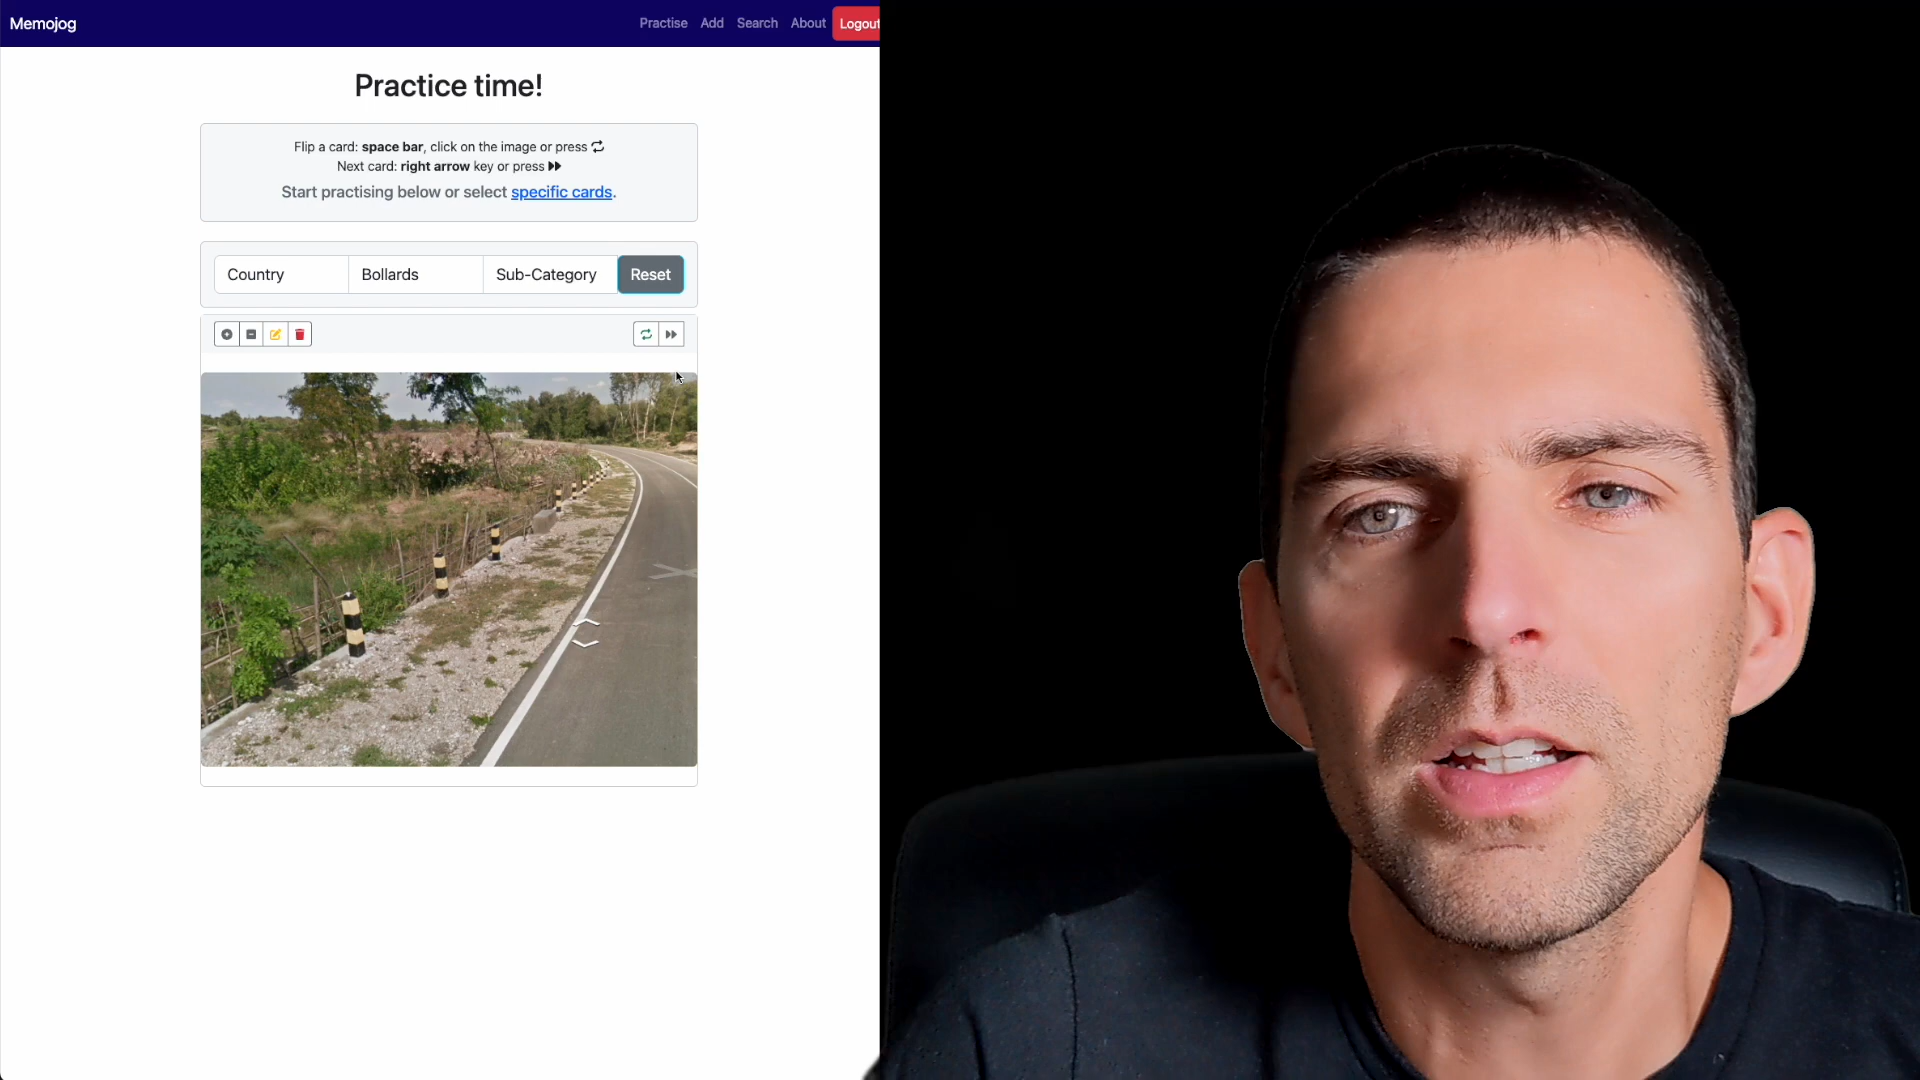 Memojog
Practise Add Search About Logout
Practice time!
Flip a card: space bar, click on the image or press
Next card: right arrow key or press
Start practising below or select specific cards.
Country Bollards Sub-Category Reset